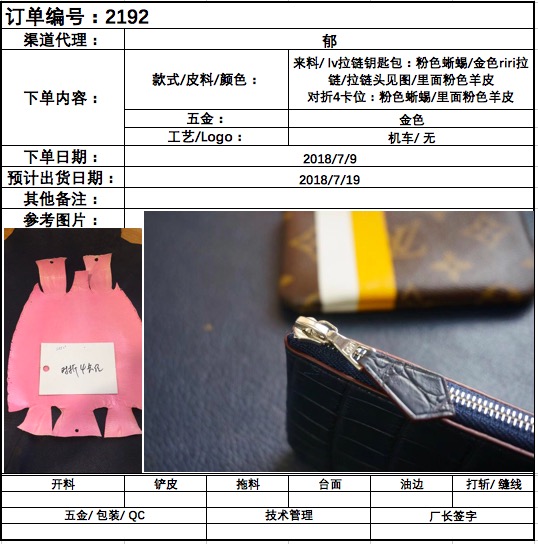 订单编号：2192
渠道代理：
郁
下单内容：
款式/皮料/颜色：
来料/ lv拉链钥匙包：粉色蜥蜴/金色riri拉
链/拉链头见图/里面粉色羊皮
对折4卡位：粉色蜥蜴/里面粉色羊皮
五金：
金色
工艺/Logo：
机车/ 无
下单日期：
2018/7/9
预计出货日期：
2018/7/19
其他备注：
参考图片：
对折4卡位
开料
铲皮
拖料
台面
油边
打斩/ 缝线
五金/ 包装/ QC
技术管理
厂长签字